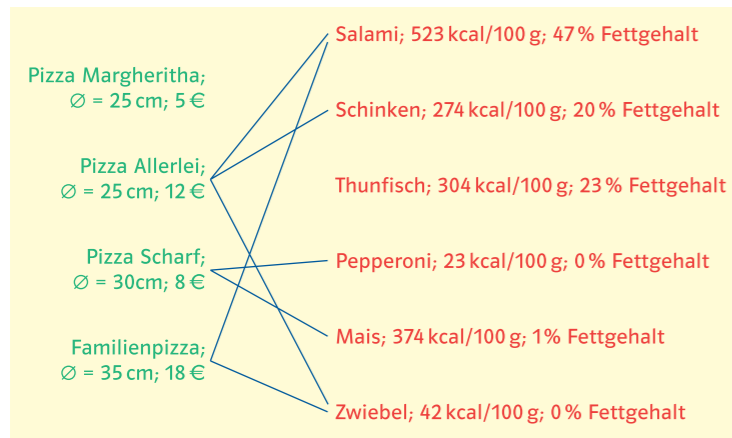 Pizza Margheritha;
∅ = 25 cm; 5 €
Pizza Allerlei;
∅ = 25 cm; 12 €
Pizza Scharf;
∅ = 30cm; 8 €
Familienpizza;
∅ = 35 cm; 18 €
Salami; 523 kcal/100 g; 47 % Fettgehalt
Schinken; 274 kcal/100 g; 20 % Fettgehalt
Thunfisch; 304 kcal/100 g; 23 % Fettgehalt
Pepperoni; 23 kcal/100 g; 0 % Fettgehalt
Mais; 374 kcal/100 g; 1% Fettgehalt
Zwiebel; 42 kcal/100 g; 0 % Fettgehalt